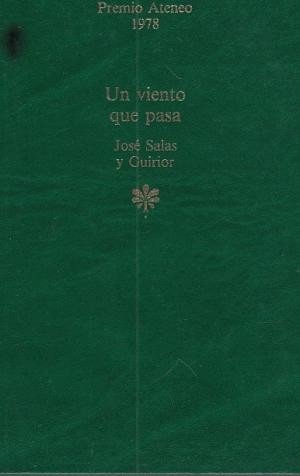 Premio Ateneo
1978
Un viento
que pasa
José Salas
y Guirior